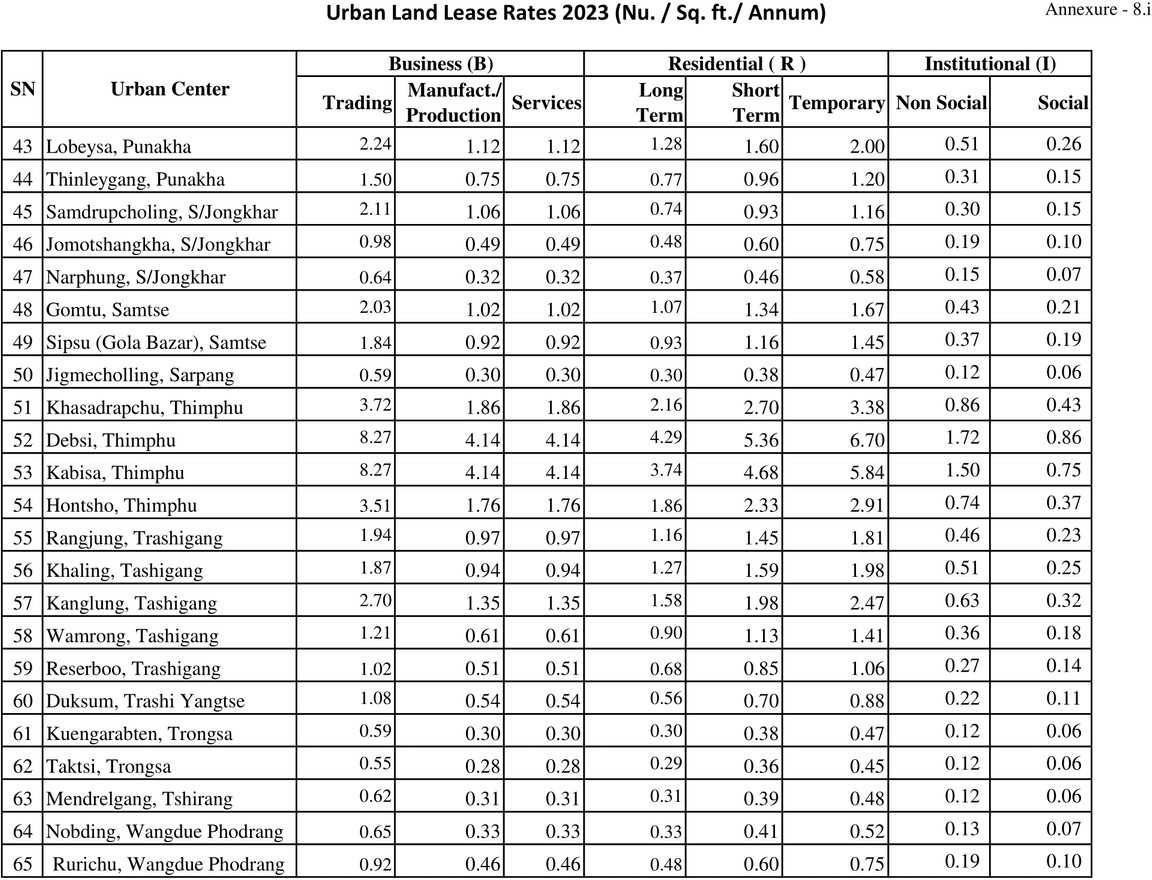 Urban Land Lease Rates 2023 (Nu. / Sq. ft./ Annum) Annexure - 8.i
SN Urban Center Business (B) Residential ( R ) Institutional (I)
Trading Manufact./ Production Services Long Term Short Term Temporary Non Social Social
43 Lobeysa, Punakha 2.24 1.12 1.12 1.28 1.60 2.00 0.51 0.26
44 Thinleygang, Punakha 1.50 0.75 0.75 0.77 0.96 1.20 0.31 0.15
45 Samdrupcholing, S/Jongkhar 2.11 1.06 1.06 0.74 0.93 1.16 0.30 0.15
46 Jomotshangkha, S/Jongkhar 0.98 0.49 0.49 0.48 0.60 0.75 0.19 0.10
47 Narphung, S/Jongkhar 0.64 0.32 0.32 0.37 0.46 0.58 0.15 0.07
48 Gomtu, Samtse 2.03 1.02 1.02 1.07 1.34 1.67 0.43 0.21
49 Sipsu (Gola Bazar), Samtse 1.84 0.92 0.92 0.93 1.16 1.45 0.37 0.19
50 Jigmecholling, Sarpang 0.59 0.30 0.30 0.30 0.38 0.47 0.12 0.06
51 Khasadrapchu, Thimphu 3.72 1.86 1.86 2.16 2.70 3.38 0.86 0.43
52 Debsi, Thimphu 8.27 4.14 4.14 4.29 5.36 6.70 1.72 0.86
53 Kabisa, Thimphu 8.27 4.14 4.14 3.74 4.68 5.84 1.50 0.75
54 Hontsho, Thimphu 3.51 1.76 1.76 1.86 2.33 2.91 0.74 0.37
55 Rangjung, Trashigang 1.94 0.97 0.97 1.16 1.45 1.81 0.46 0.23
56 Khaling, Tashigang 1.87 0.94 0.94 1.27 1.59 1.98 0.51 0.25
57 Kanglung, Tashigang 2.70 1.35 1.35 1.58 1.98 2.47 0.63 0.32
58 Wamrong, Tashigang 1.21 0.61 0.61 0.90 1.13 1.41 0.36 0.18
59 Reserboo, Trashigang 1.02 0.51 0.51 0.68 0.85 1.06 0.27 0.14
60 Duksum, Trashi Yangtse 1.08 0.54 0.54 0.56 0.70 0.88 0.22 0.11
61 Kuengarabten, Trongsa 0.59 0.30 0.30 0.30 0.38 0.47 0.12 0.06
62 Taktsi, Trongsa 0.55 0.28 0.28 0.29 0.36 0.45 0.12 0.06
63 Mendrelgang, Tshirang 0.62 0.31 0.31 0.31 0.39 0.48 0.12 0.06
64 Nobding, Wangdue Phodrang 0.65 0.33 0.33 0.33 0.41 0.52 0.13 0.07
65 Rurichu, Wangdue Phodrang 0.92 0.46 0.46 0.48 0.60 0.75 0.19 0.10